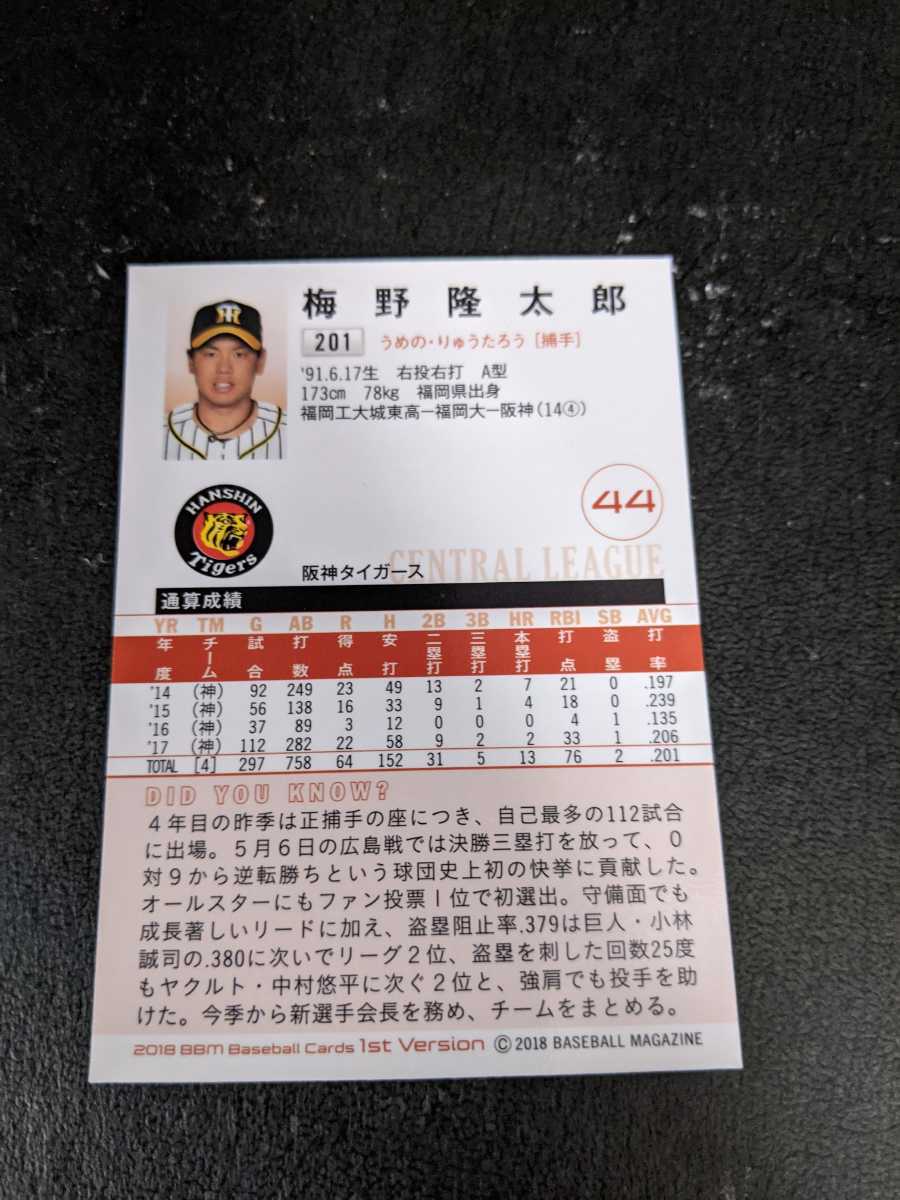 梅野隆太郎
201 うめの・りゅうたろう [捕手]
'91.6.17生 右投右打 A型
173cm 78kg 福岡県出身
福岡工大城東高ー福岡大ー阪神(14④)
44
HANSHIN
Tigers
CENTRAL LEAGUE
阪神タイガース
通算成績
YR TM G AB R H 2B 3B HR RBI SB AVG
年度 チーム 試合 打数 得点 安打 二塁打 三塁打 本塁打 打点 盗塁 打率
'14 (神) 92 249 23 49 13 2 7 21 0 .197
'15 (神) 56 138 16 33 9 1 4 18 0 .239
'16 (神) 37 89 3 12 0 0 0 4 1 .135
'17 (神) 112 282 22 58 9 2 2 33 1 .206
TOTAL [4] 297 758 64 152 31 5 13 76 2 .201
DID YOU KNOW?
4年目の昨季は正捕手の座につき、自己最多の112試合
に出場。5月6日の広島戦では決勝三塁打を放って、0
対9から逆転勝ちという球団史上初の快挙に貢献した。
オールスターにもファン投票1位で初選出。守備面でも
成長著しいリードに加え、盗塁阻止率.379は巨人・小林
誠司の.380に次いでリーグ2位、盗塁を刺した回数25度
もヤクルト・中村悠平に次ぐ2位と、強肩でも投手を助
けた。今季から新選手会長を務め、チームをまとめる。
2018 BBM Baseball Cards 1st Version © 2018 BASEBALL MAGAZINE